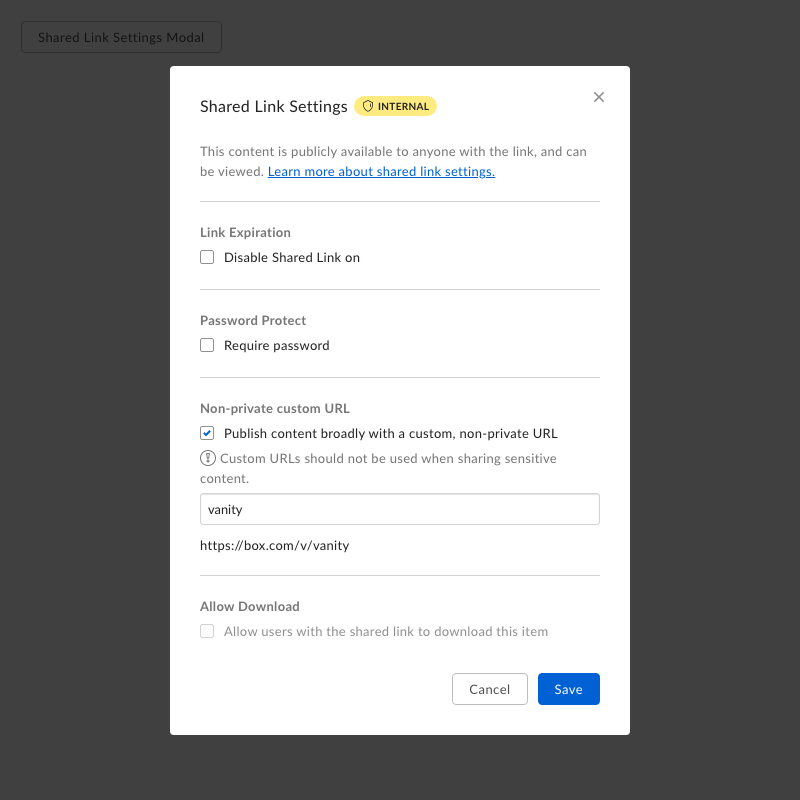 Shared Link Settings Modal
Shared Link Settings INTERNAL
This content is publicly available to anyone with the link, and can
be viewed. Learn more about shared link settings.
Link Expiration
Disable Shared Link on
Password Protect
Require password
Non-private custom URL
Publish content broadly with a custom, non-private URL
Custom URLs should not be used when sharing sensitive
content.
vanity
https://box.com/v/vanity
Allow Download
Allow users with the shared link to download this item
Cancel Save